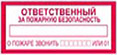 ОТВЕТСТВЕННЫЙ
ЗА ПОЖАРНУЮ БЕЗОПАСНОСТЬ
О ПОЖАРЕ ЗВОНИТЬ ИЛИ 01